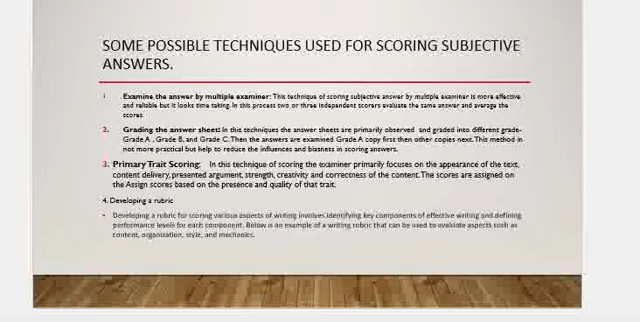 SOME POSSIBLE TECHNIQUES USED FOR SCORING SUBJECTIVE
ANSWERS.
1 Examine the answer by multiple examiner: This technique of scoring subjective answer by multiple examiner is more effective
and reliable but it looks time taking. In this process two or three independent scorers evaluate the same answer and average the
scores.
2. Grading the answer sheet: In this techniques the answer sheets are primarily observed and graded into different grade-
Grade A , Grade B, and Grade C. Then the answers are examined Grade A copy first then other copies next. This method in
not more practical but help to reduce the influences and biasness in scoring answers.
3. Primary Trait Scoring: In this technique of scoring the examiner primarily focuses on the appearance of the text,
content delivery, presented argument, strength, creativity and correctness of the content. The scores are assigned on
the Assign scores based on the presence and quality of that trait.
4. Developing a rubric
• Developing a rubric for scoring various aspects of writing involves identifying key components of effective writing and defining
performance levels for each component. Below is an example of a writing rubric that can be used to evaluate aspects such as
content, organization, style, and mechanics.